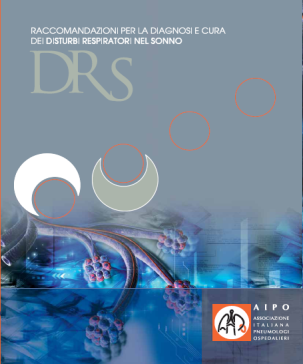 RACCOMANDAZIONI PER LA DIAGNOSI E CURA
DEI DISTURBI RESPIRATORI NEL SONNO
DRS
AIPO
ASSOCIAZIONE
ITALIANA
PNEUMOLOGI
OSPEDALIERI